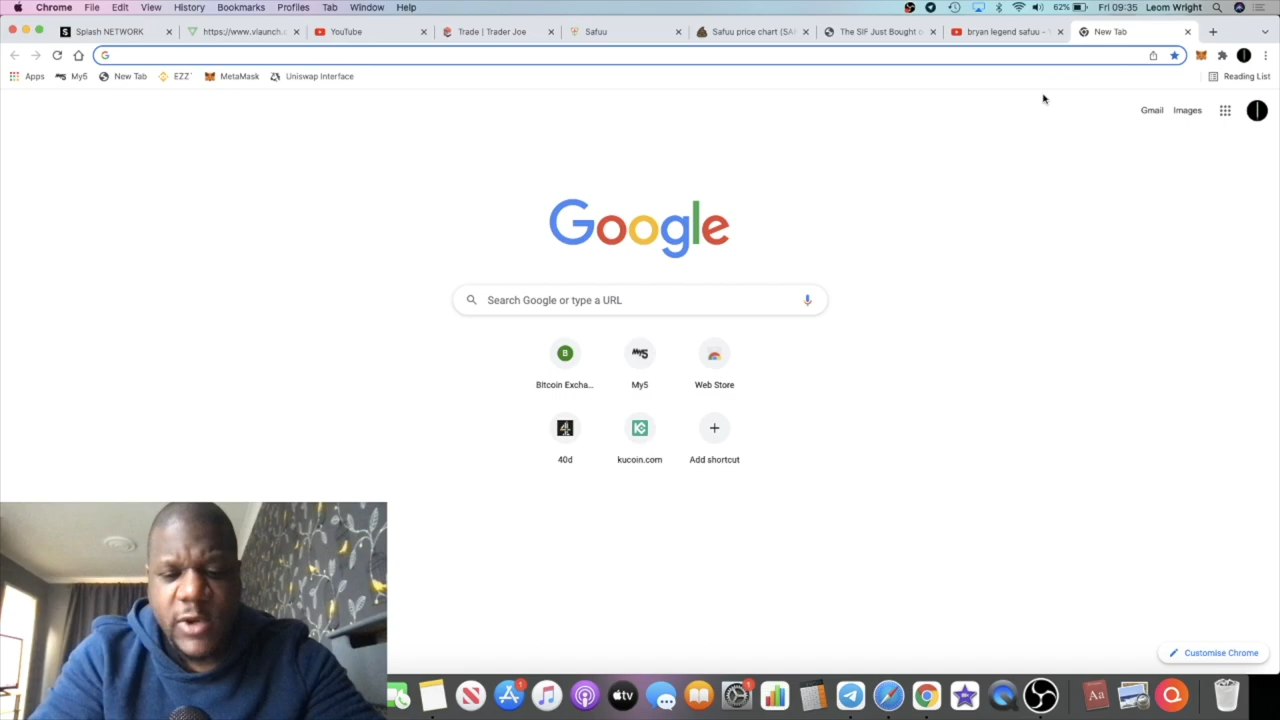 Chrome File Edit View History Bookmarks Profiles Tab Window Help 62% Fri 09:35 Leom Wright
Splash NETWORK https://www.vlaunch.c YouTube Trade | Trader Joe Safuu Safuu price chart (SA The SIF Just Bought o bryan legend safuu - New Tab
Apps My5 New Tab EZZ MetaMask Uniswap Interface Reading List
Gmail Images
Google
Search Google or type a URL
Bitcoin Excha... My5 Web Store
40d kucoin.com Add shortcut
Customise Chrome